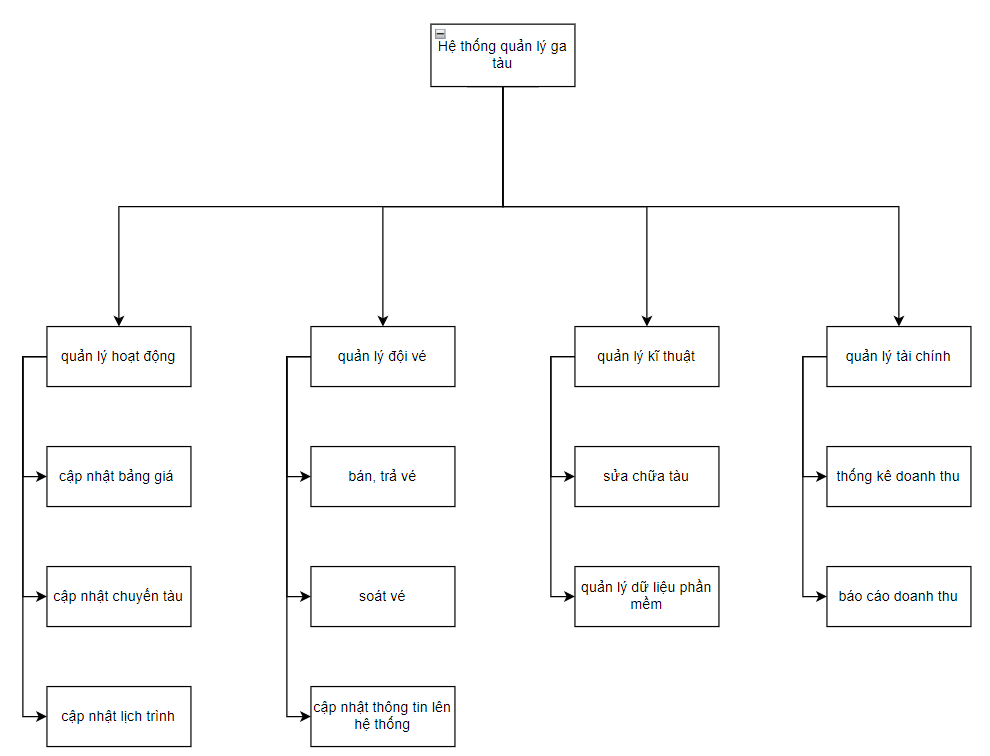 Hệ thống quản lý ga
tàu
quản lý hoạt động
quản lý đội vé
quản lý kĩ thuật
quản lý tài chính
cập nhật bảng giá
bán, trả vé
sửa chữa tàu
thống kê doanh thu
cập nhật chuyến tàu
soát vé
quản lý dữ liệu phần
mềm
báo cáo doanh thu
cập nhật lịch trình
cập nhật thông tin lên
hệ thống